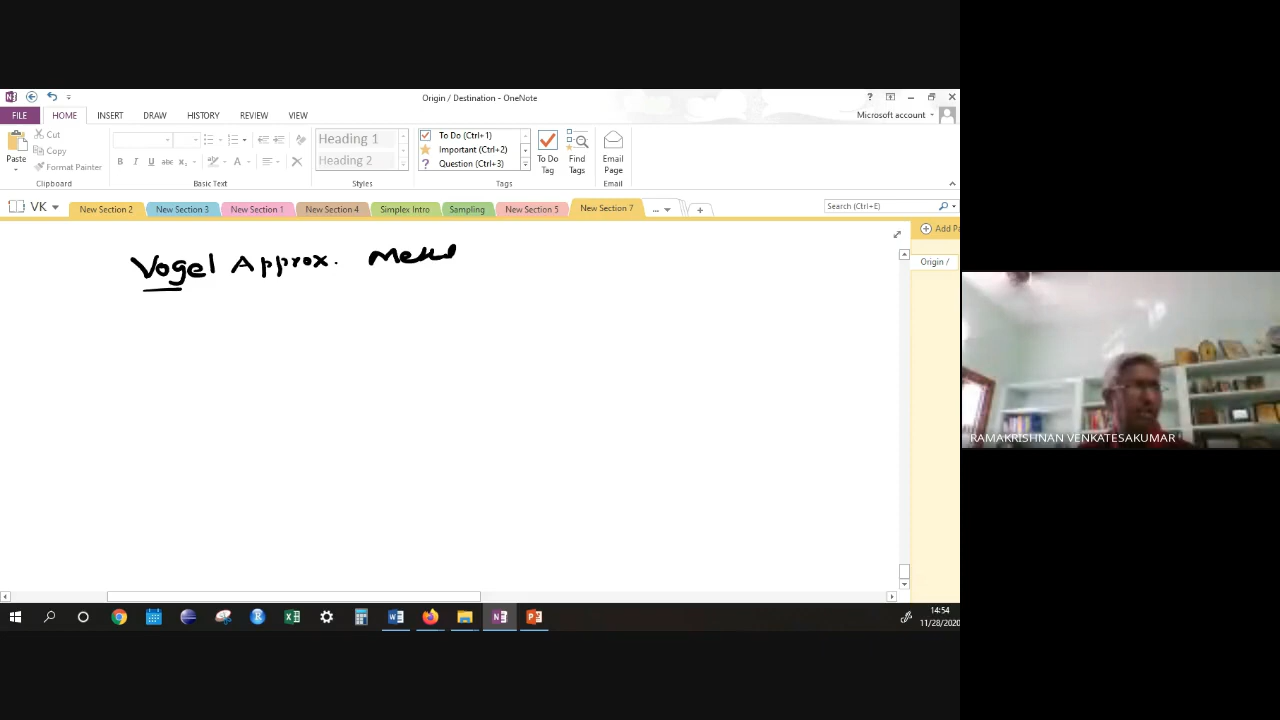 Origin / Destination - OneNote
FILE HOME INSERT DRAW HISTORY REVIEW VIEW
Microsoft account
Paste
Cut
Copy
Format Painter
Clipboard
B I U abc x₂ ab A
Basic Text
Heading 1
Heading 2
Styles
To Do (Ctrl+1)
Important (Ctrl+2)
Question (Ctrl+3)
To Do Tag
Find Tags
Tags
Email Page
Email
VK New Section 2 New Section 3 New Section 1 New Section 4 Simplex Intro Sampling New Section 5 New Section 7 ...
Search (Ctrl+E)
Add Pa
Origin /
Vogel Approx.
RAMAKRISHNAN VENKATESAKUMAR
14:54
11/28/2020